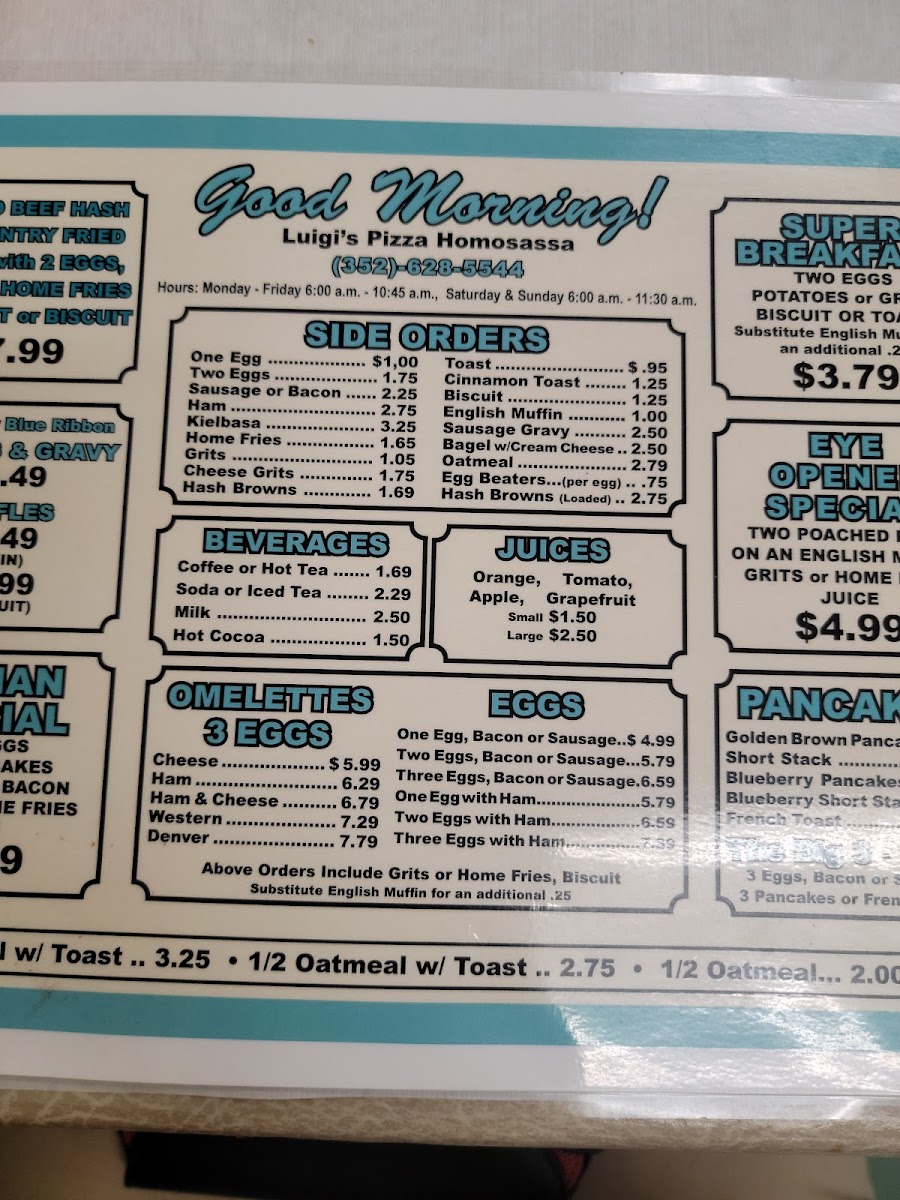 BEEF HASH
NTRY FRIED
with 2 EGGS,
HOME FRIES
T or BISCUIT
7.99
Blue Ribbon
& GRAVY
.49
FLES
49
IN)
99
UIT)
IAN
IAL
GGS
AKES
BACON
IE FRIES
9
Good Morning!
Luigi's Pizza Homosassa
(352)-628-5544
Hours: Monday - Friday 6:00 a.m. - 10:45 a.m., Saturday & Sunday 6:00 a.m. - 11:30 a.m.
SIDE ORDERS
One Egg .................. $1,00
Two Eggs ................... 1.75
Sausage or Bacon ...... 2.25
Ham ............................ 2.75
Kielbasa ..................... 3.25
Home Fries ................. 1.65
Grits ............................ 1.05
Cheese Grits .............. 1.75
Hash Browns ............. 1.69
Toast ........................ $ .95
Cinnamon Toast ........ 1.25
Biscuit ........................ 1.25
English Muffin ........... 1.00
Sausage Gravy .......... 2.50
Bagel w/Cream Cheese .. 2.50
Oatmeal ..................... 2.79
Egg Beaters...(per egg) .. .75
Hash Browns (Loaded) .. 2.75
BEVERAGES
Coffee or Hot Tea ....... 1.69
Soda or Iced Tea ........ 2.29
Milk ............................ 2.50
Hot Cocoa .................. 1.50
JUICES
Orange, Tomato,
Apple, Grapefruit
Small $1.50
Large $2.50
OMELETTES
3 EGGS
Cheese .................... $ 5.99
Ham ........................... 6.29
Ham & Cheese .......... 6.79
Western ..................... 7.29
Denver ....................... 7.79
EGGS
One Egg, Bacon or Sausage..$ 4.99
Two Eggs, Bacon or Sausage...5.79
Three Eggs, Bacon or Sausage.6.59
One Egg with Ham....................5.79
Two Eggs with Ham..................6.59
Three Eggs with Ham...............7.39
Above Orders Include Grits or Home Fries, Biscuit
Substitute English Muffin for an additional .25
SUPER
BREAKFA
TWO EGGS
POTATOES or GR
BISCUIT OR TOA
Substitute English Mu
an additional .2
$3.79
EYE
OPENE
SPECIA
TWO POACHED
ON AN ENGLISH M
GRITS or HOME
JUICE
$4.99
PANCAK
Golden Brown Panca
Short Stack
Blueberry Pancakes
Blueberry Short Sta
French Toast
The Big 3
3 Eggs, Bacon or S
3 Pancakes or Fren
l w/ Toast .. 3.25 • 1/2 Oatmeal w/ Toast .. 2.75 • 1/2 Oatmeal... 2.00